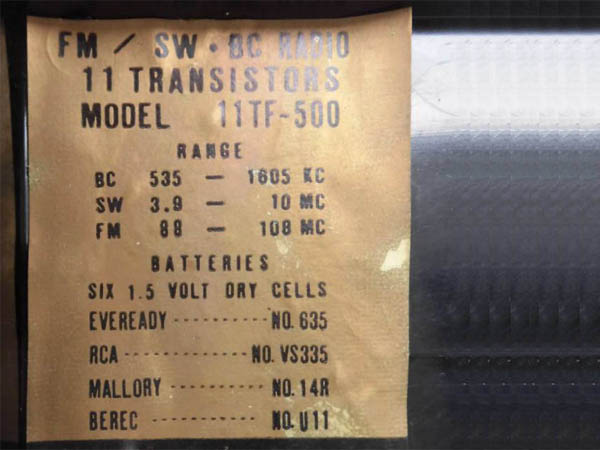 FM / SW · BC RADIO
11 TRANSISTORS
MODEL 11TF-500
RANGE
BC 535 — 1605 KC
SW 3.9 — 10 MC
FM 88 — 108 MC
BATTERIES
SIX 1.5 VOLT DRY CELLS
EVEREADY ---------- NO. 635
RCA -------------- NO. VS335
MALLORY ---------- NO. 14R
BEREC ------------ NO. U11